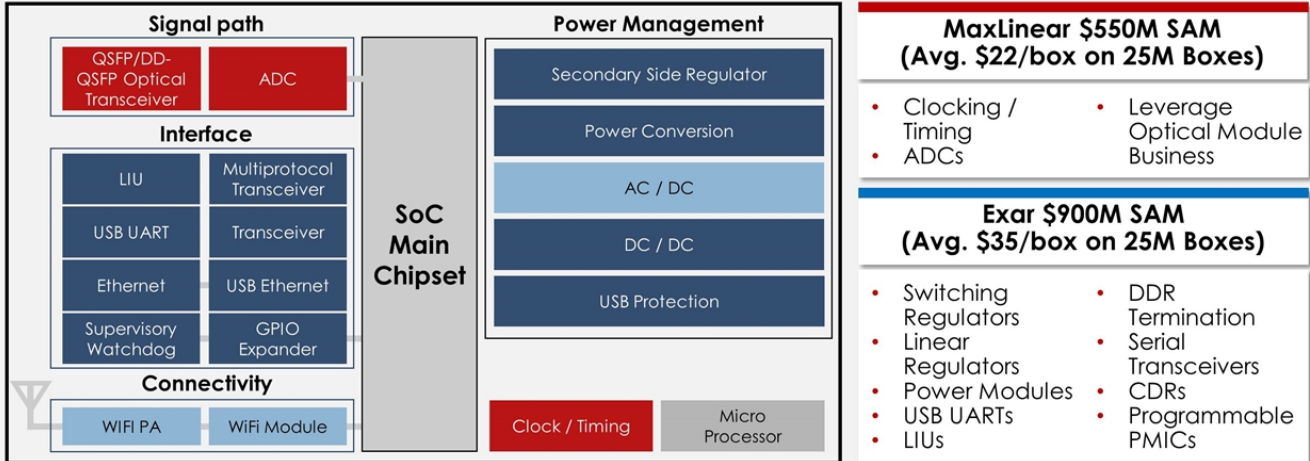 Signal path
QSFP/DD-
QSFP Optical
Transceiver
ADC
Interface
LIU
Multiprotocol
Transceiver
USB UART
Transceiver
Ethernet
USB Ethernet
Supervisory
Watchdog
GPIO
Expander
Connectivity
WIFI PA
WiFi Module
SoC
Main
Chipset
Power Management
Secondary Side Regulator
Power Conversion
AC / DC
DC / DC
USB Protection
Clock / Timing
Micro
Processor
MaxLinear $550M SAM
(Avg. $22/box on 25M Boxes)
• Clocking /
Timing
• ADCs
• Leverage
Optical Module
Business
Exar $900M SAM
(Avg. $35/box on 25M Boxes)
• Switching
Regulators
• Linear
Regulators
• Power Modules
• USB UARTs
• LIUs
• DDR
Termination
• Serial
Transceivers
• CDRs
• Programmable
PMICs